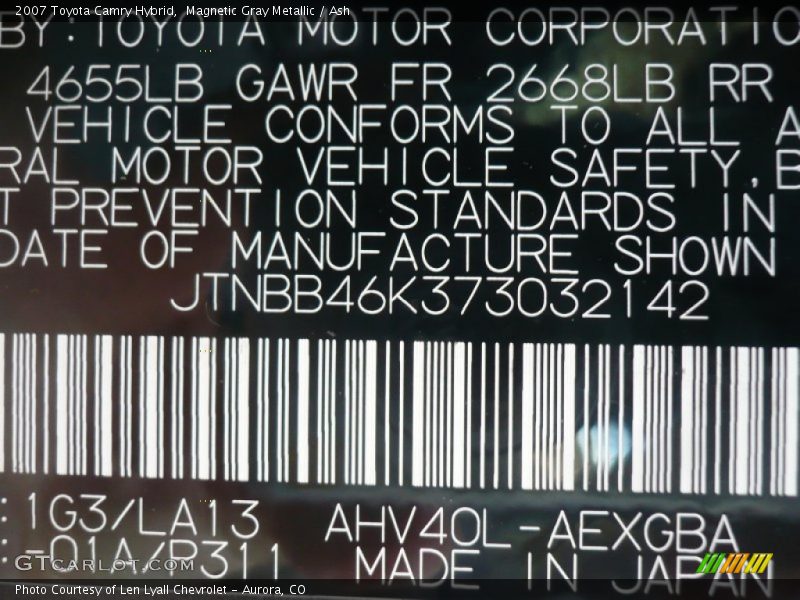 2007 Toyota Camry Hybrid, Magnetic Gray Metallic / Ash
BY: TOYOTA MOTOR CORPORATIO
4655LB GAWR FR 2668LB RR
VEHICLE CONFORMS TO ALL A
RAL MOTOR VEHICLE SAFETY, B
T PREVENTION STANDARDS IN
DATE OF MANUFACTURE SHOWN
JTNBB46K373032142
: 1G3/LA13 AHV40L-AEXGBA
: -01A/P311 MADE IN JAPAN
GTcarlot.com
Photo Courtesy of Len Lyall Chevrolet - Aurora, CO